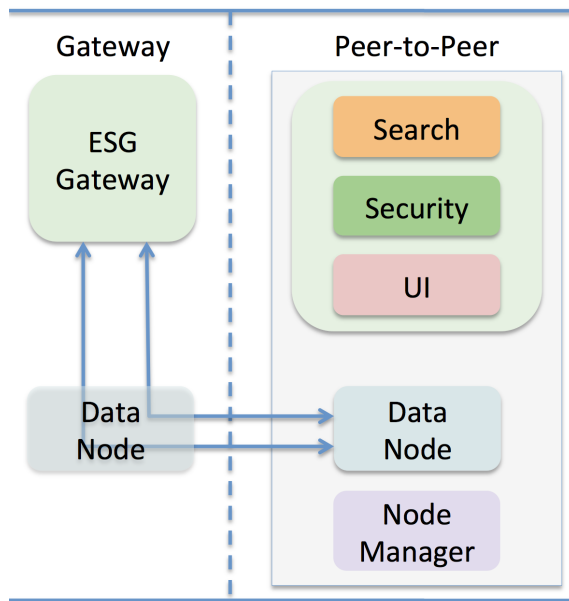 Gateway
Peer-to-Peer
ESG
Gateway
Search
Security
UI
Data
Node
Data
Node
Node
Manager